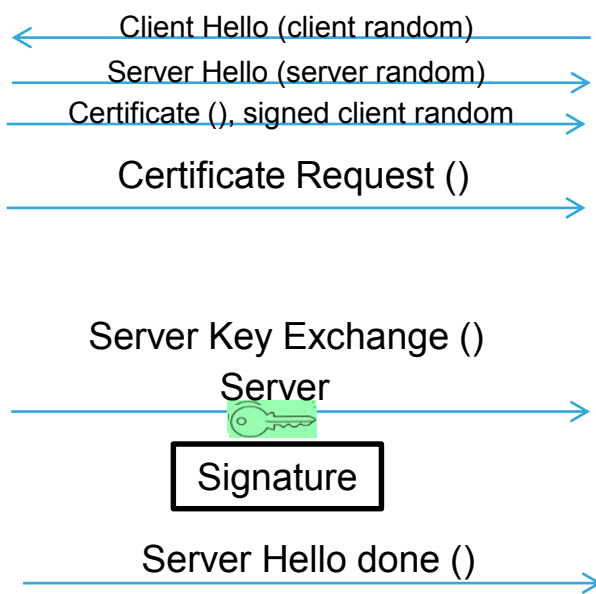 Client Hello (client random)
Server Hello (server random)
Certificate (), signed client random
Certificate Request ()
Server Key Exchange ()
Server
Signature
Server Hello done ()